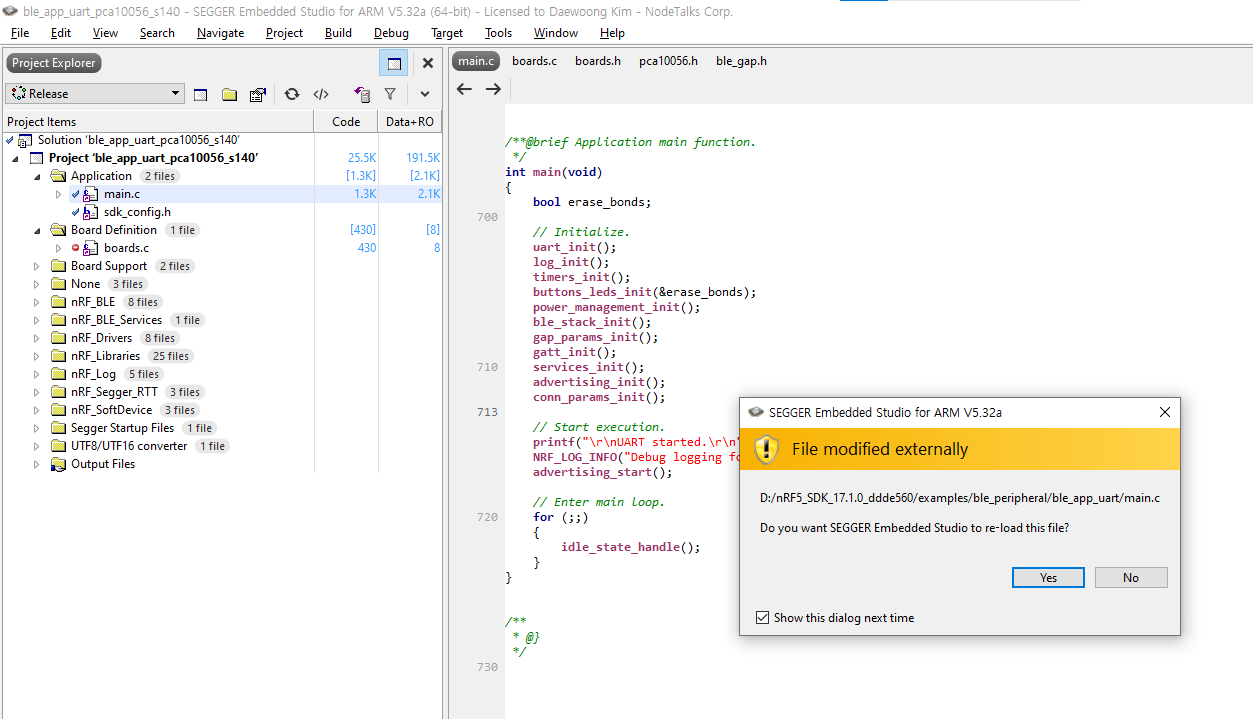 ble_app_uart_pca10056_s140 - SEGGER Embedded Studio for ARM V5.32a (64-bit) - Licensed to Daewoong Kim - NodeTalks Corp.
File Edit View Search Navigate Project Build Debug Target Tools Window Help
Project Explorer
Release
Project Items Code Data+RO
Solution 'ble_app_uart_pca10056_s140'
Project 'ble_app_uart_pca10056_s140' 25.5K 191.5K
Application 2 files [1.3K] [2.1K]
main.c 1.3K 2.1K
sdk_config.h
Board Definition 1 file [430] [8]
boards.c 430 8
Board Support 2 files
None 3 files
nRF_BLE 8 files
nRF_BLE_Services 1 file
nRF_Drivers 8 files
nRF_Libraries 25 files
nRF_Log 5 files
nRF_Segger_RTT 3 files
nRF_SoftDevice 3 files
Segger Startup Files 1 file
UTF8/UTF16 converter 1 file
Output Files
main.c boards.c boards.h pca10056.h ble_gap.h
/**@brief Application main function.
*/
int main(void)
{
bool erase_bonds;
700
// Initialize.
uart_init();
log_init();
timers_init();
buttons_leds_init(&erase_bonds);
power_management_init();
ble_stack_init();
gap_params_init();
gatt_init();
710 services_init();
advertising_init();
conn_params_init();
713
// Start execution.
printf("\r\nUART started.\r\n"
NRF_LOG_INFO("Debug logging fo
advertising_start();
// Enter main loop.
720 for (;;)
{
idle_state_handle();
}
}
/**
* @}
*/
730
SEGGER Embedded Studio for ARM V5.32a
File modified externally
D:/nRF5_SDK_17.1.0_ddde560/examples/ble_peripheral/ble_app_uart/main.c
Do you want SEGGER Embedded Studio to re-load this file?
Yes No
Show this dialog next time